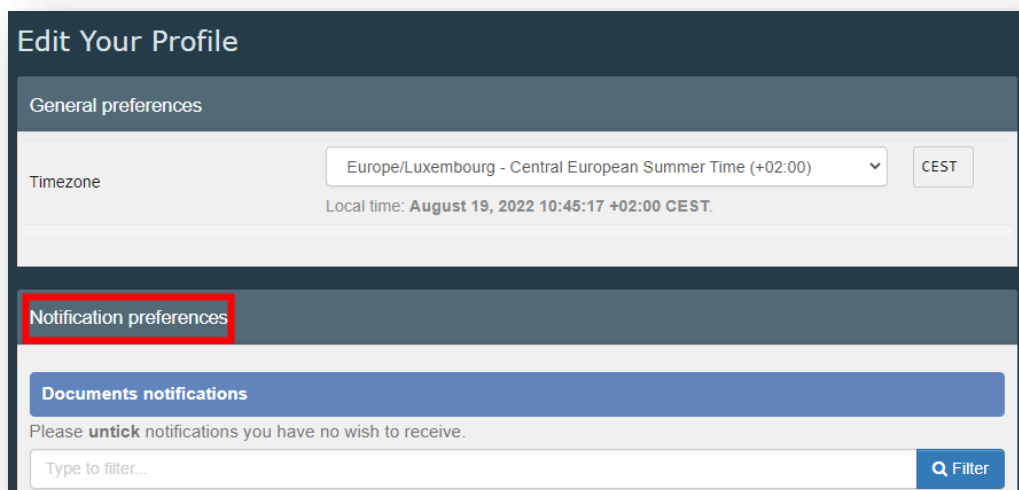 Edit Your Profile
General preferences
Timezone
Europe/Luxembourg - Central European Summer Time (+02:00)
CEST
Local time: August 19, 2022 10:45:17 +02:00 CEST.
Notification preferences
Documents notifications
Please untick notifications you have no wish to receive.
Type to filter...
Filter